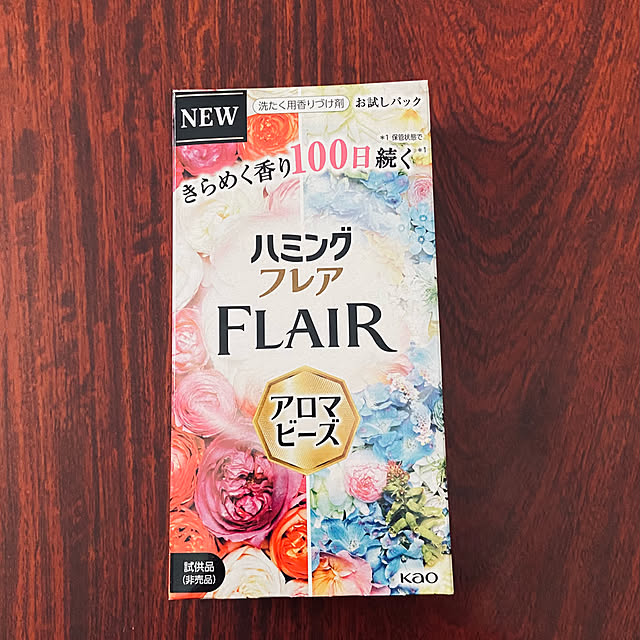 NEW
洗たく用香りづけ剤 お試しパック
*1 保管状態で
きらめく香り100日続く*1
ハミング
フレア
FLAIR
アロマ
ビーズ
試供品
(非売品)
Kao